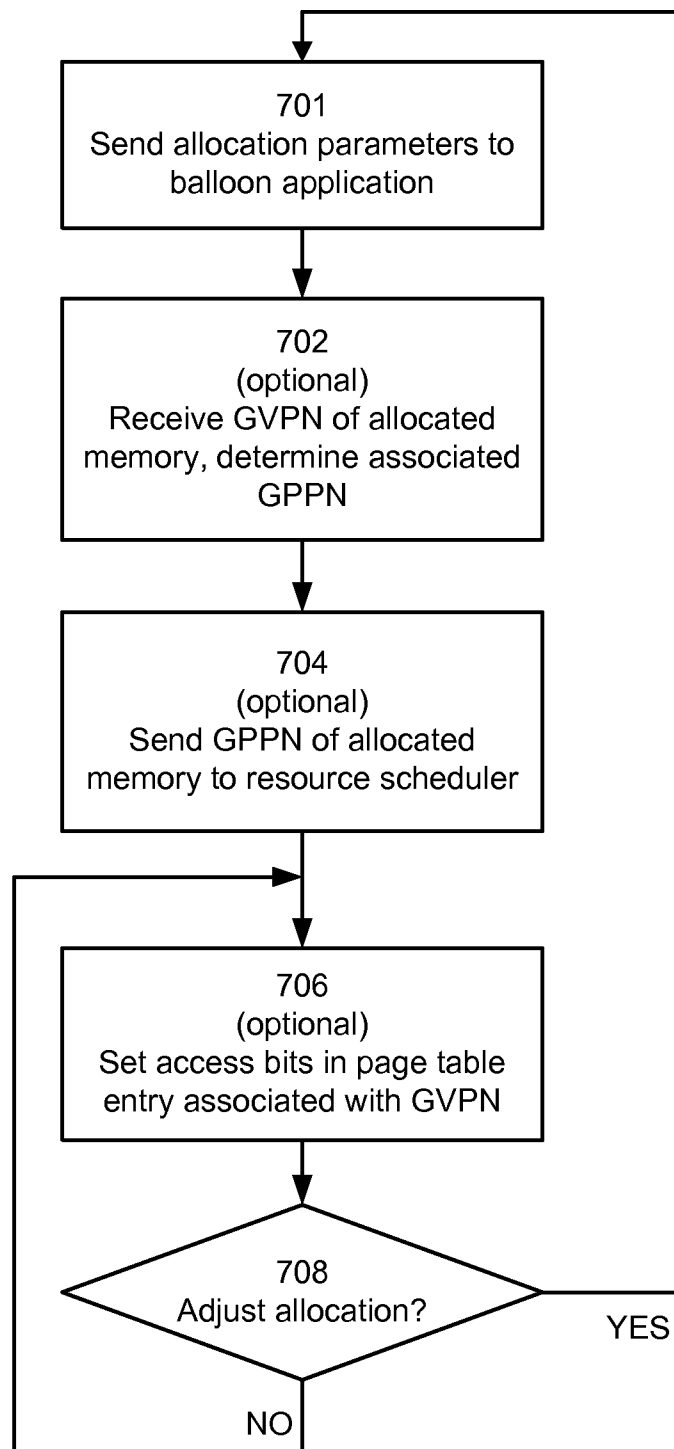 701
Send allocation parameters to
balloon application
702
(optional)
Receive GVPN of allocated
memory, determine associated
GPPN
704
(optional)
Send GPPN of allocated
memory to resource scheduler
706
(optional)
Set access bits in page table
entry associated with GVPN
708
Adjust allocation?
YES
NO